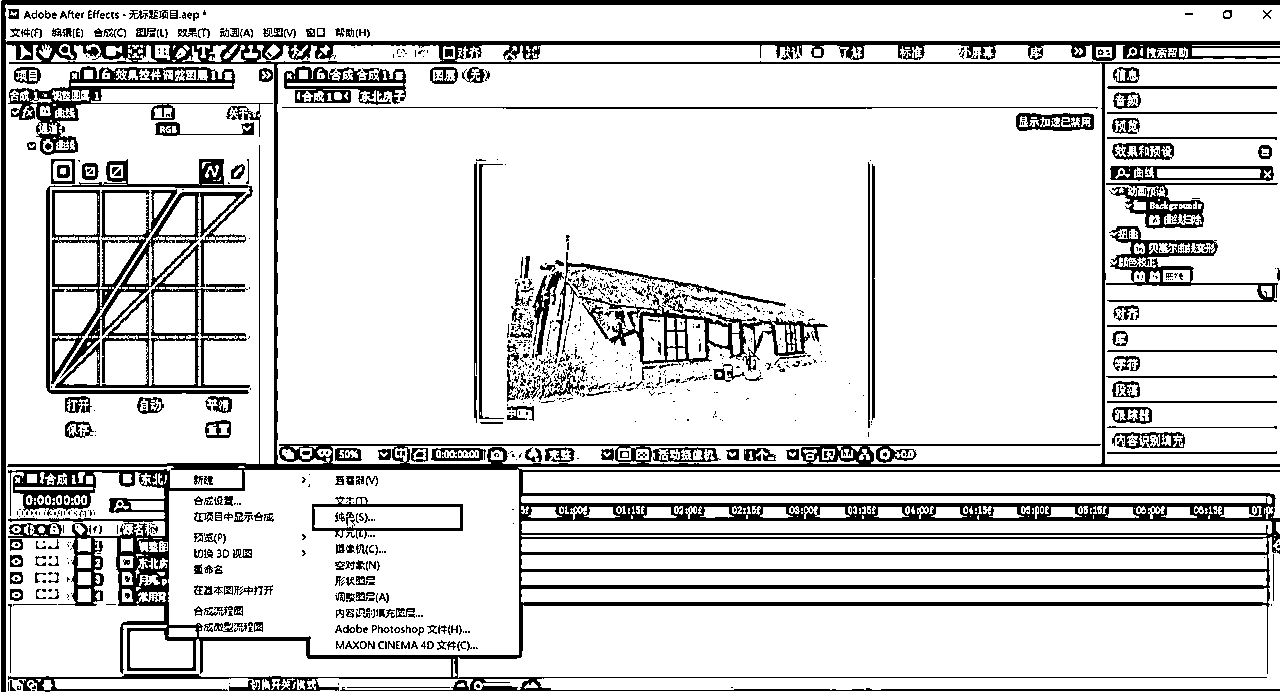 Adobe After Effects - 无标题项目.aep *
文件(F) 编辑(E) 合成(C) 图层(L) 效果(T) 动画(A) 视图(V) 窗口 帮助(H)
对齐 默认 了解 标准 小屏幕 库 搜索帮助
项目 效果控件 调整图层 1
合成 合成 1
图层 (无)
合成 1 东北房子
合成 1 · 调整图层 1
fx 曲线 重置
通道: RGB
曲线
打开 自动 平滑
保存 重置
显示加速已禁用
信息
音频
预览
效果和预设
曲线
动画预设
Backgrounds
扭曲
贝塞尔曲线变形
颜色校正
曲线
对齐
库
字符
段落
跟踪器
内容识别填充
50% 0:00:00:00 完整 活动摄像机 1个 +0.0
合成 1
0:00:00:00
源名称
1
2
3
4
01:00f 01:15f 02:00f 02:15f 03:00f 03:15f 04:00f 04:15f 05:00f 05:15f 06:00f 06:15f
新建
合成设置...
在项目中显示合成
预览(P)
切换 3D 视图
重命名
在基本图形中打开
合成流程图
合成微型流程图
查看器(V)
文本(T)
纯色(S)...
灯光(L)...
摄像机(C)...
空对象(N)
形状图层
调整图层(A)
内容识别填充图层...
Adobe Photoshop 文件(H)...
MAXON CINEMA 4D 文件(C)...
切换开关/模式